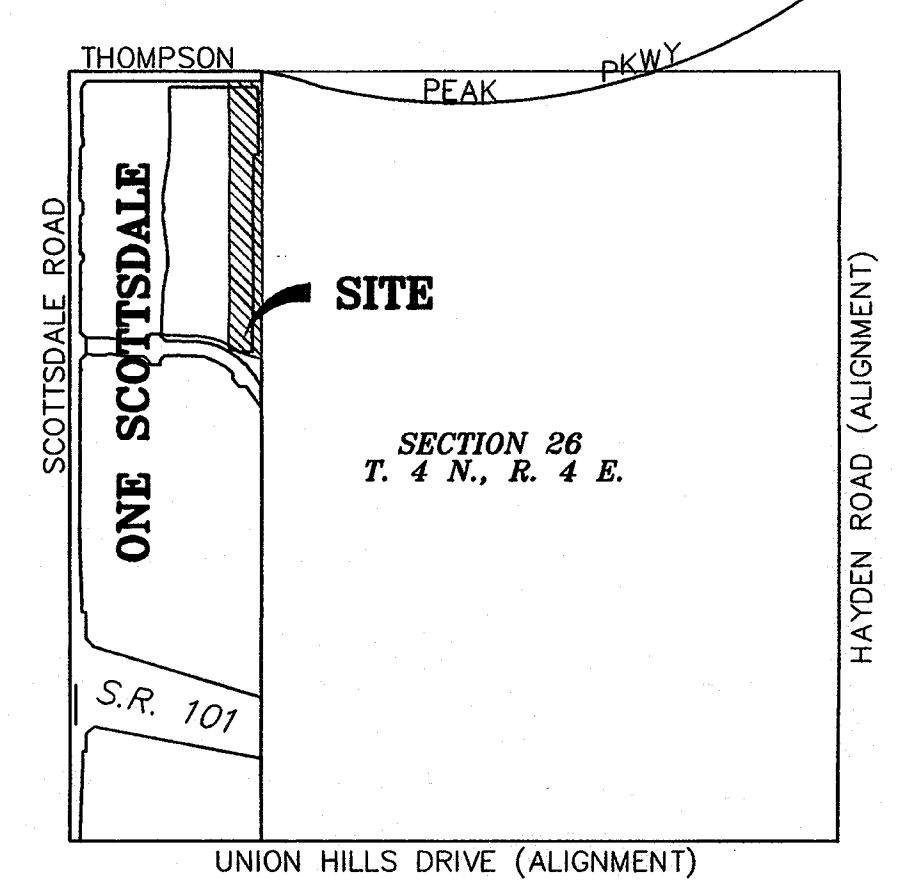 THOMPSON
PEAK
PKWY
SCOTTSDALE ROAD
ONE SCOTTSDALE
SITE
SECTION 26
T. 4 N., R. 4 E.
HAYDEN ROAD (ALIGNMENT)
S.R. 101
UNION HILLS DRIVE (ALIGNMENT)